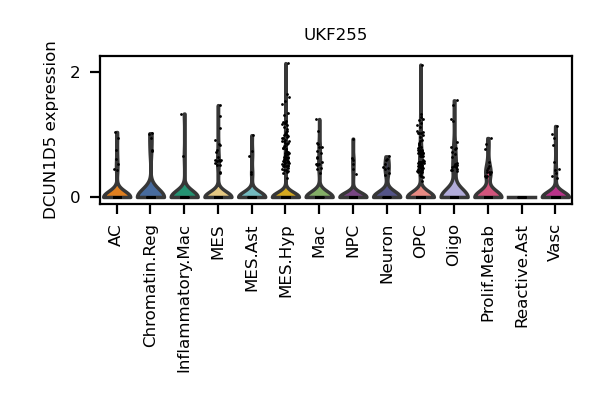 UKF255
DCUN1D5 expression
2
0
AC
Chromatin.Reg
Inflammatory.Mac
MES
MES.Ast
MES.Hyp
Mac
NPC
Neuron
OPC
Oligo
Prolif.Metab
Reactive.Ast
Vasc